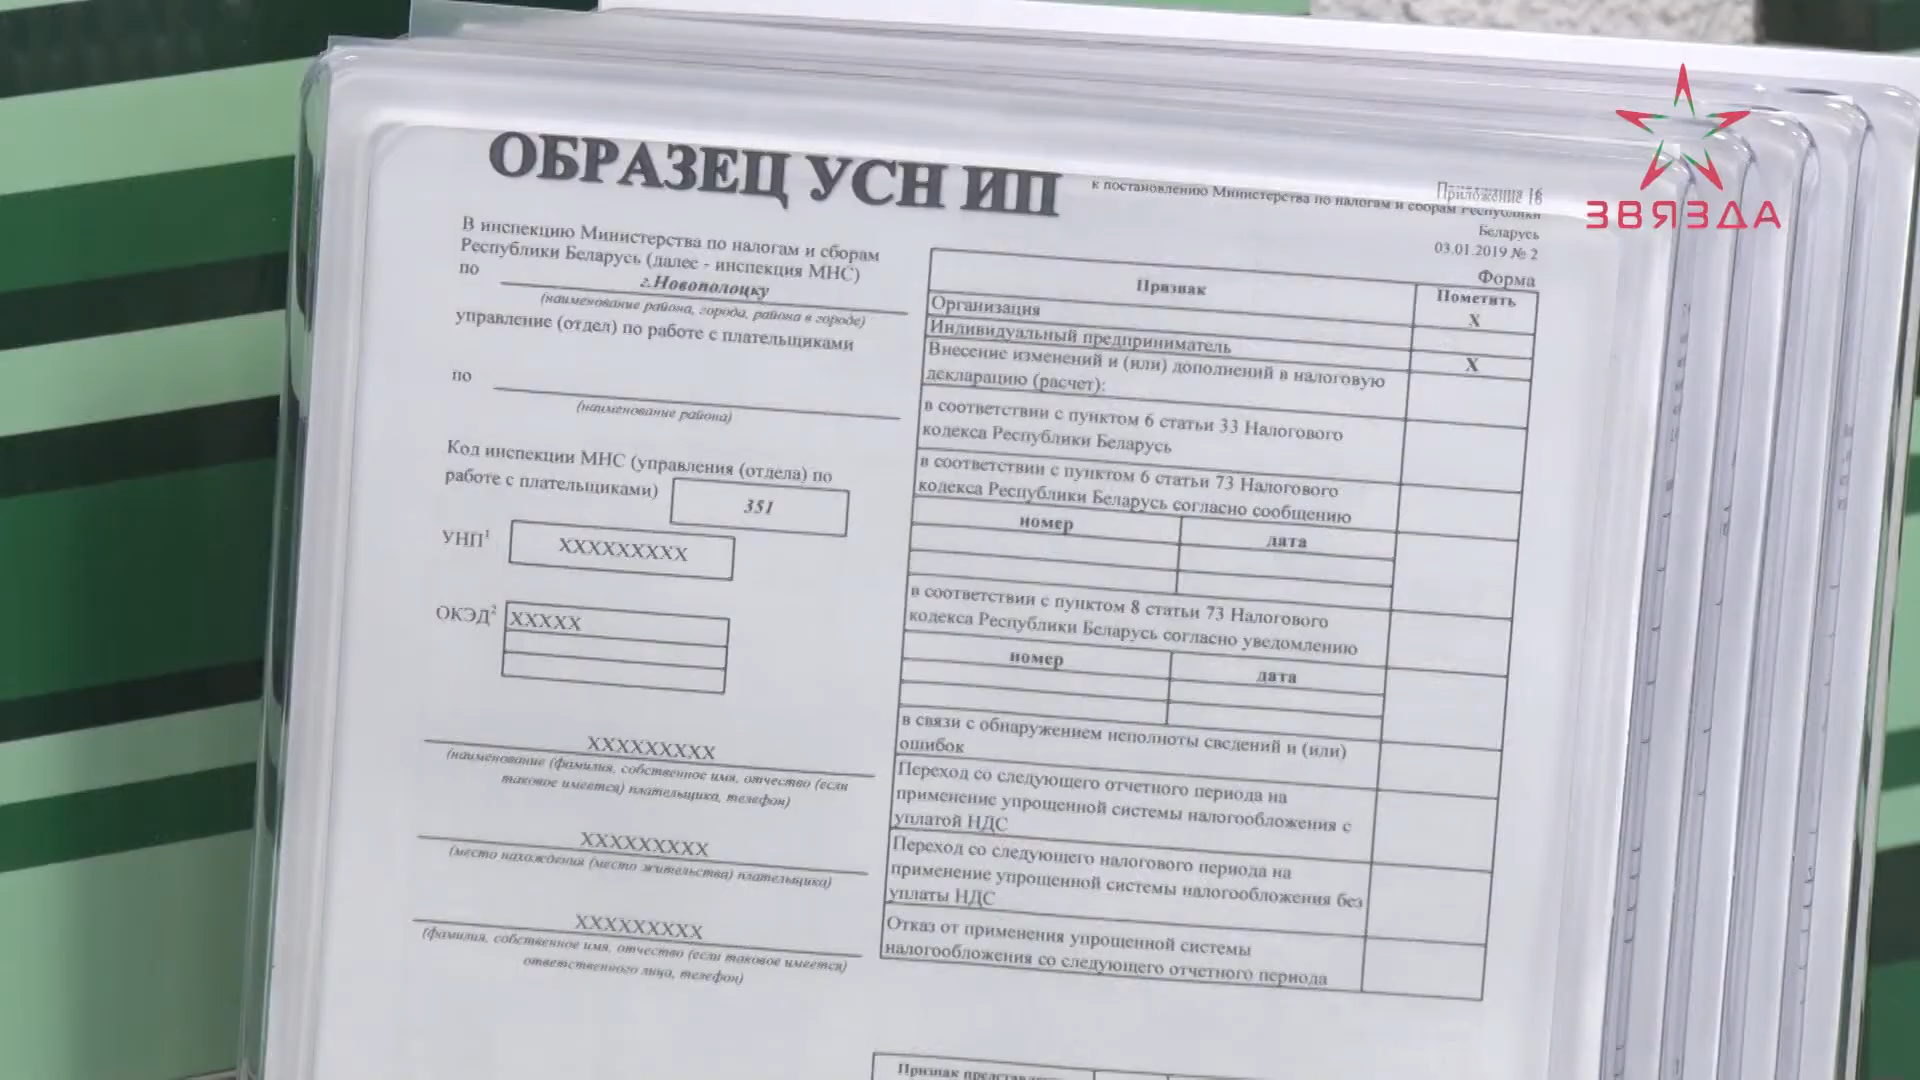 ОБРАЗЕЦ УСН ИП
Приложение 16
к постановлению Министерства по налогам и сборам Республики
Беларусь
03.01.2019 № 2
Форма
ЗВЯЗДА
В инспекцию Министерства по налогам и сборам
Республики Беларусь (далее - инспекция МНС)
по г.Новополоцку
(наименование района, города, района в городе)
управление (отдел) по работе с плательщиками
по
(наименование района)
Код инспекции МНС (управления (отдела) по
работе с плательщиками) 351
УНП¹ XXXXXXXXX
ОКЭД² XXXXX
XXXXXXXXX
(наименование (фамилия, собственное имя, отчество (если
таковое имеется) плательщика, телефон)
XXXXXXXXX
(место нахождения (место жительства) плательщика)
XXXXXXXXX
(фамилия, собственное имя, отчество (если таковое имеется)
ответственного лица, телефон)
Признак
Пометить
X
Организация
Индивидуальный предприниматель
X
Внесение изменений и (или) дополнений в налоговую
декларацию (расчет):
в соответствии с пунктом 6 статьи 33 Налогового
кодекса Республики Беларусь
в соответствии с пунктом 6 статьи 73 Налогового
кодекса Республики Беларусь согласно сообщению
номер дата
в соответствии с пунктом 8 статьи 73 Налогового
кодекса Республики Беларусь согласно уведомлению
номер дата
в связи с обнаружением неполноты сведений и (или)
ошибок
Переход со следующего отчетного периода на
применение упрощенной системы налогообложения с
уплатой НДС
Переход со следующего налогового периода на
применение упрощенной системы налогообложения без
уплаты НДС
Отказ от применения упрощенной системы
налогообложения со следующего отчетного периода
Признак